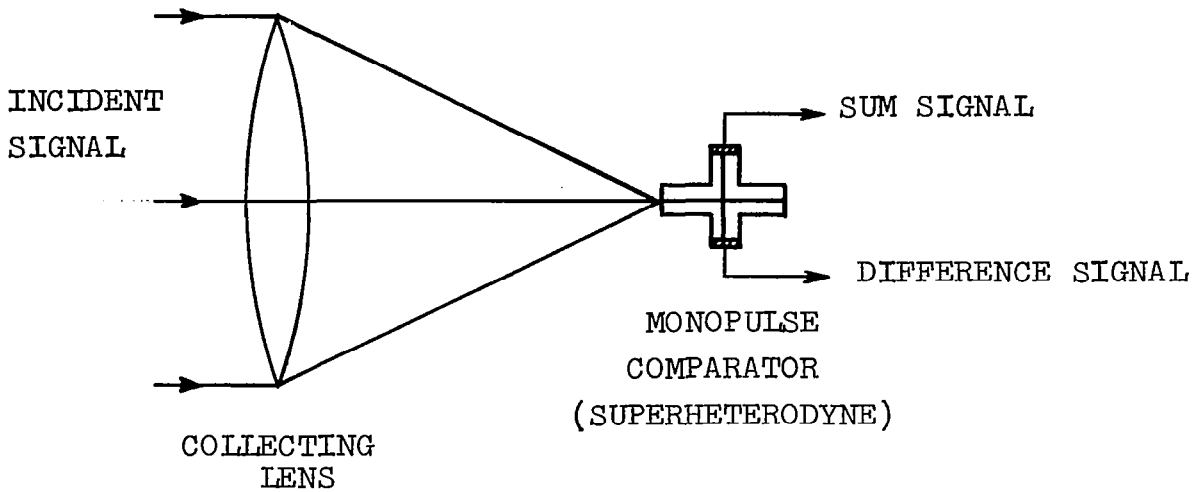 INCIDENT
SIGNAL
SUM SIGNAL
DIFFERENCE SIGNAL
MONOPULSE
COMPARATOR
(SUPERHETERODYNE)
COLLECTING
LENS